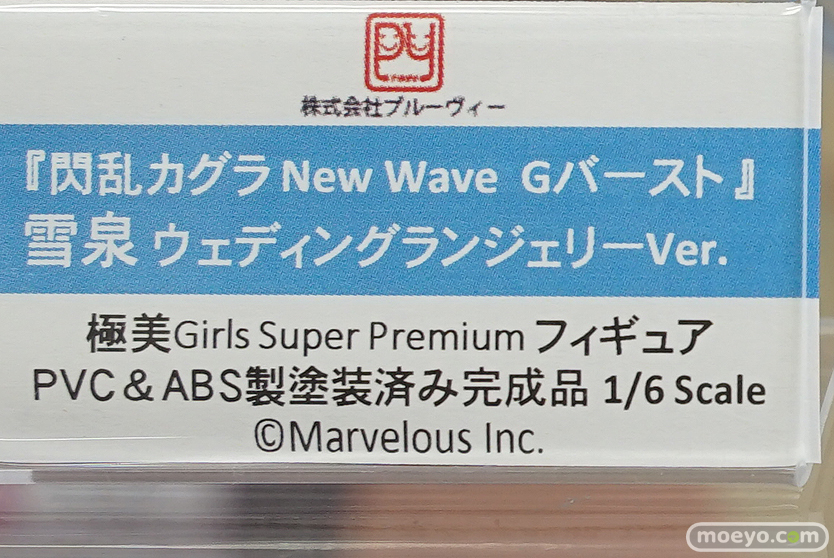 PY
株式会社プルーヴィー
『閃乱カグラ New Wave Gバースト』
雪泉 ウェディングランジェリーVer.
極美Girls Super Premium フィギュア
PVC＆ABS製塗装済み完成品 1/6 Scale
©Marvelous Inc.
moeyo.com